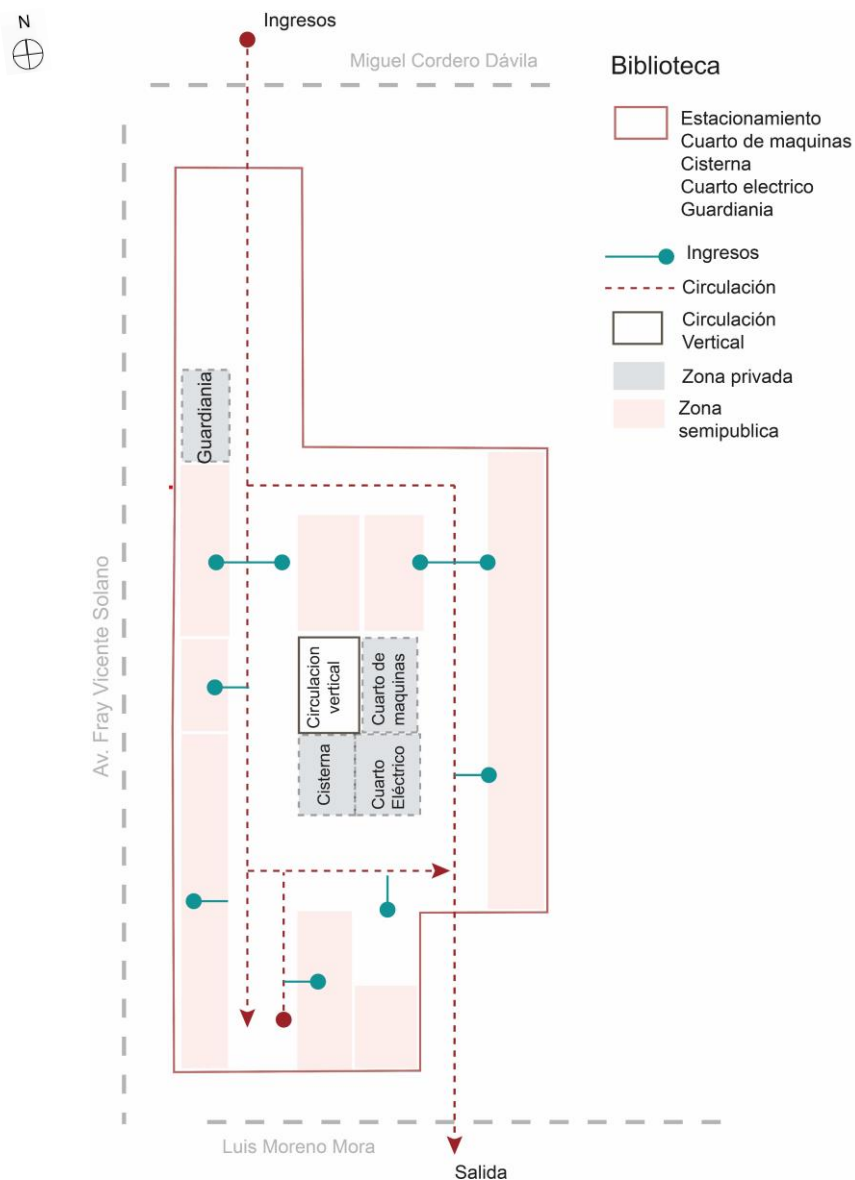 N
Ingresos
Miguel Cordero Dávila
Biblioteca
Estacionamiento
Cuarto de maquinas
Cisterna
Cuarto electrico
Guardiania
Ingresos
Circulación
Circulación
Vertical
Zona privada
Zona
semipublica
Guardiania
Av. Fray Vicente Solano
Circulacion
vertical
Cuarto de
maquinas
Cisterna
Cuarto
Eléctrico
Luis Moreno Mora
Salida